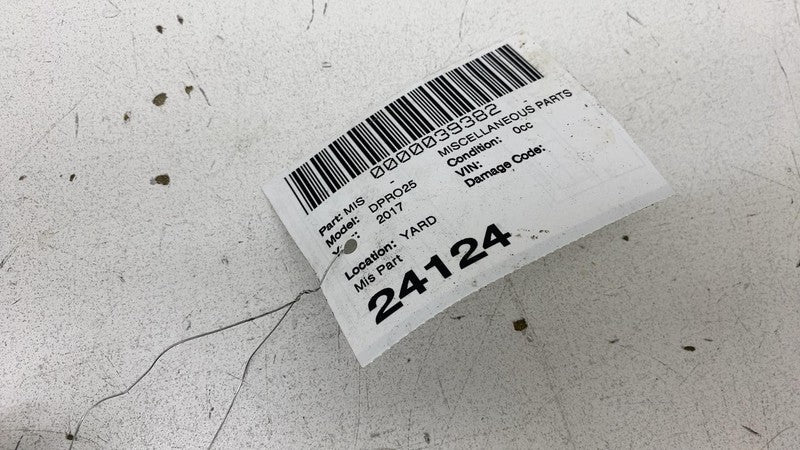 0000039382
Part: MIS - MISCELLANEOUS PARTS
Model: DPRO25 Condition: 0cc
2017 VIN:
Damage Code:
Location: YARD
Mis Part
24124